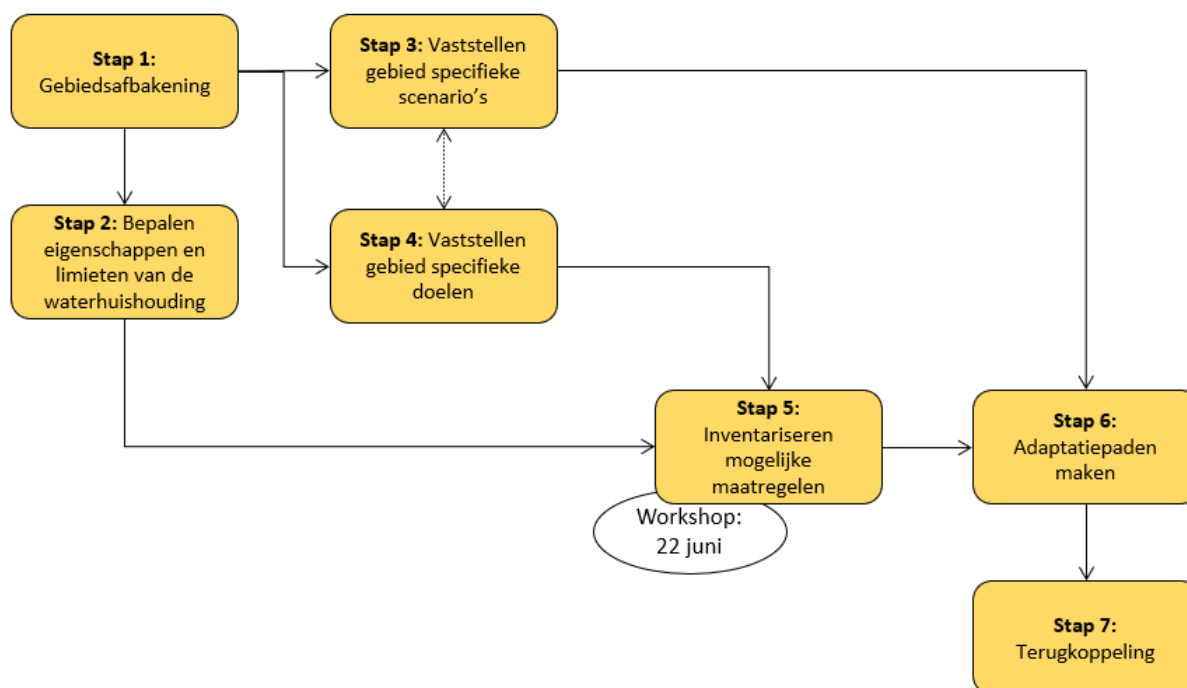 Stap 1:
Gebiedsafbakening
Stap 3: Vaststellen
gebied specifieke
scenario's
Stap 2: Bepalen
eigenschappen en
limieten van de
waterhuishouding
Stap 4: Vaststellen
gebied specifieke
doelen
Stap 5:
Inventariseren
mogelijke
maatregelen
Workshop:
22 juni
Stap 6:
Adaptatiepaden
maken
Stap 7:
Terugkoppeling